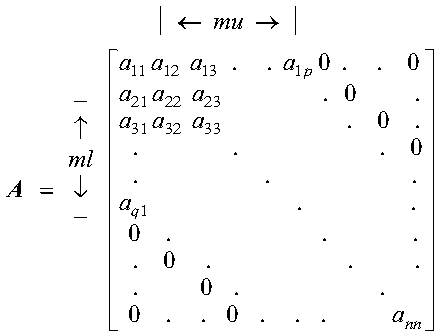 | ← mu → |
a11 a12 a13 . . a1p 0 . . 0
– a21 a22 a23 . 0 .
↑ a31 a32 a33 . 0 .
ml . . . 0
A = ↓ . . .
– aq1 . .
0 . . .
. 0 . . .
. 0 . . .
0 . . 0 . . . ann